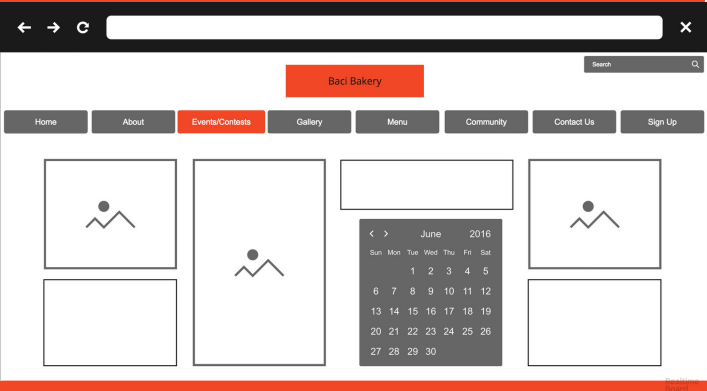 Search
Baci Bakery
Home About Events/Contests Gallery Menu Community Contact Us Sign Up
June 2016
Sun Mon Tue Wed Thu Fri Sat
1 2 3 4 5
6 7 8 9 10 11 12
13 14 15 16 17 18 19
20 21 22 23 24 25 26
27 28 29 30
Realtime
Board